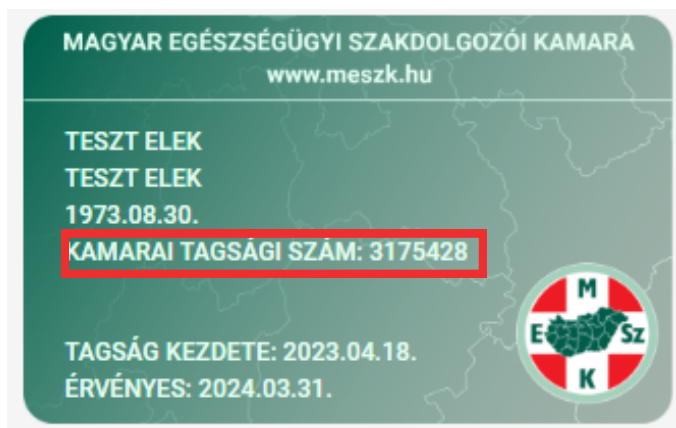 MAGYAR EGÉSZSÉGÜGYI SZAKDOLGOZÓI KAMARA
www.meszk.hu
TESZT ELEK
TESZT ELEK
1973.08.30.
KAMARAI TAGSÁGI SZÁM: 3175428
M
E Sz
K
TAGSÁG KEZDETE: 2023.04.18.
ÉRVÉNYES: 2024.03.31.